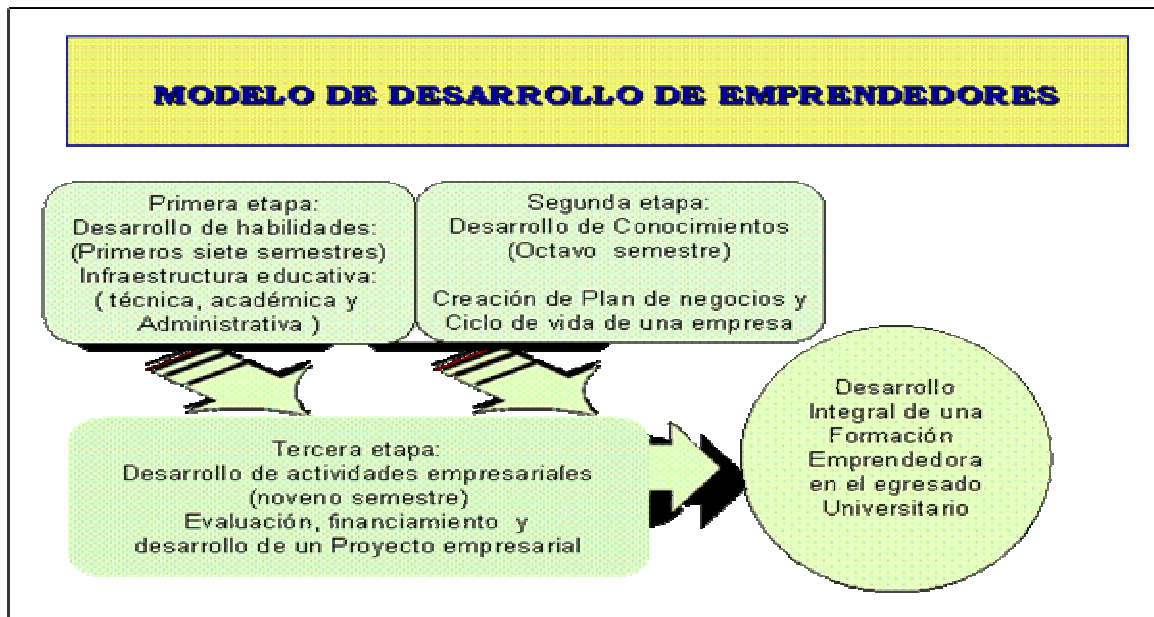 MODELO DE DESARROLLO DE EMPRENDEDORES
Primera etapa:
Desarrollo de habilidades:
(Primeros siete semestres)
Infraestructura educativa:
( técnica, académica y
Administrativa )
Segunda etapa:
Desarrollo de Conocimientos
(Octavo semestre)
Creación de Plan de negocios y
Ciclo de vida de una empresa
Tercera etapa:
Desarrollo de actividades empresariales
(noveno semestre)
Evaluación, financiamiento y
desarrollo de un Proyecto empresarial
Desarrollo
Integral de una
Formación
Emprendedora
en el egresado
Universitario